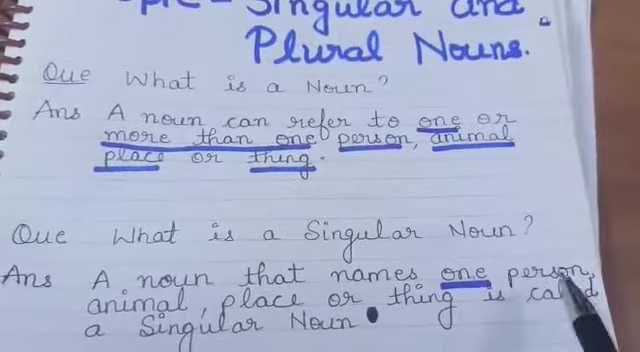 Singular and
Plural Nouns.
Que What is a Noun?
Ans A noun can refer to one or
more than one person, animal
place or thing.
Que What is a Singular Noun?
Ans A noun that names one person,
animal, place or thing is called
a Singular Noun.